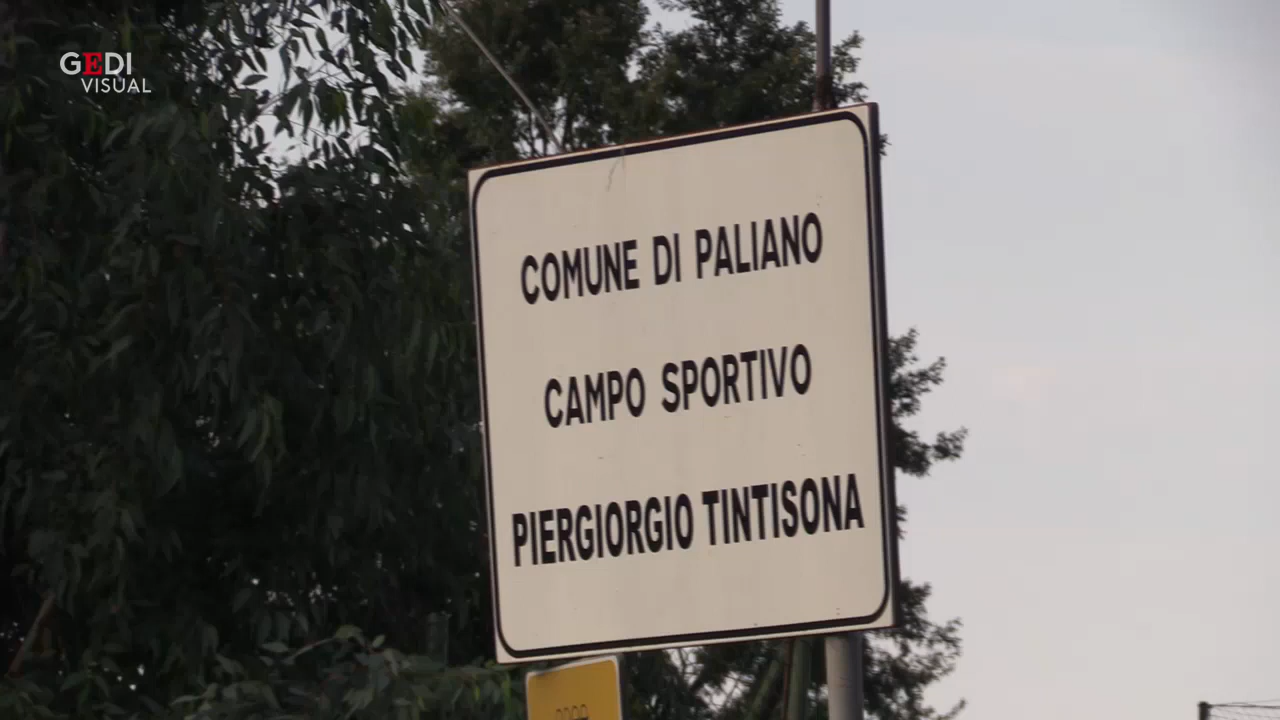 GEDI
VISUAL
COMUNE DI PALIANO
CAMPO SPORTIVO
PIERGIORGIO TINTISONA